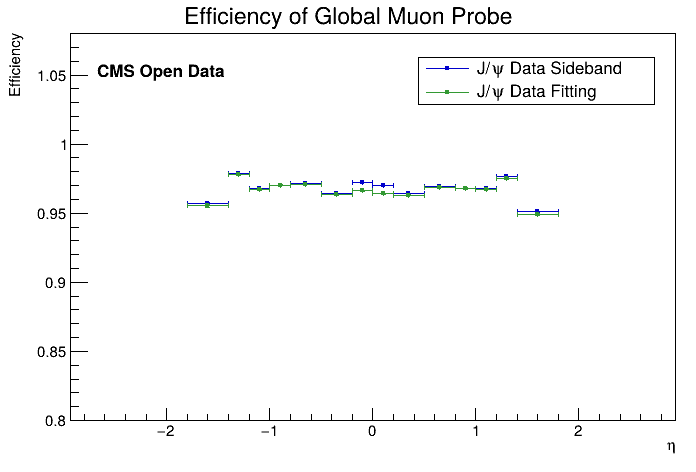 Efficiency of Global Muon Probe
Efficiency
CMS Open Data
J/ψ Data Sideband
J/ψ Data Fitting
1.05
1
0.95
0.9
0.85
0.8
−2 −1 0 1 2
η